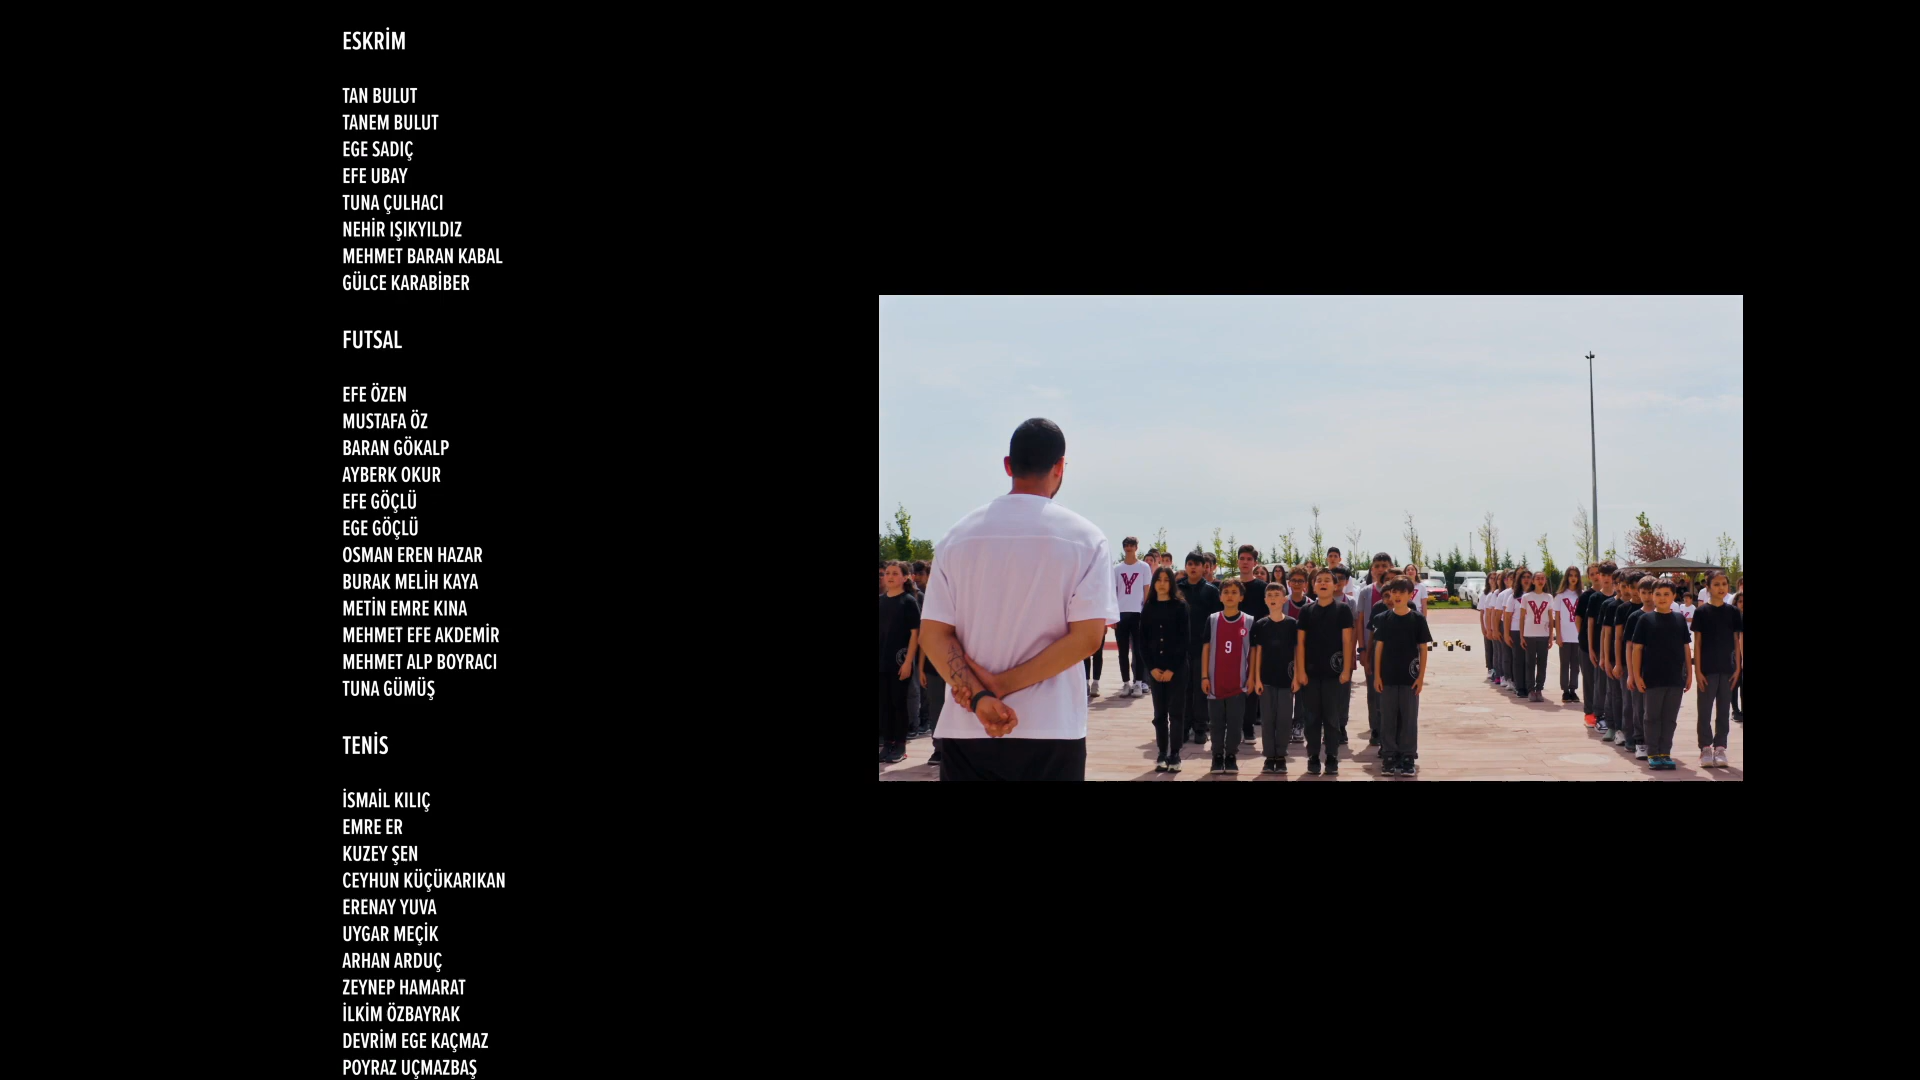 ESKRİM
TAN BULUT
TANEM BULUT
EGE SADIÇ
EFE UBAY
TUNA ÇULHACI
NEHİR IŞIKYILDIZ
MEHMET BARAN KABAL
GÜLCE KARABİBER
FUTSAL
EFE ÖZEN
MUSTAFA ÖZ
BARAN GÖKALP
AYBERK OKUR
EFE GÖÇLÜ
EGE GÖÇLÜ
OSMAN EREN HAZAR
BURAK MELİH KAYA
METİN EMRE KINA
MEHMET EFE AKDEMİR
MEHMET ALP BOYRACI
TUNA GÜMÜŞ
TENİS
İSMAİL KILIÇ
EMRE ER
KUZEY ŞEN
CEYHUN KÜÇÜKARIKAN
ERENAY YUVA
UYGAR MEÇİK
ARHAN ARDUÇ
ZEYNEP HAMARAT
İLKİM ÖZBAYRAK
DEVRİM EGE KAÇMAZ
POYRAZ UÇMAZBAŞ
Y
9
Y
Y